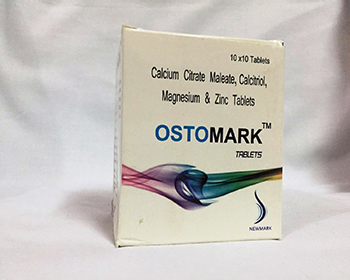 10 x10 Tablets
Calcium Citrate Maleate, Calcitriol,
Magnesium & Zinc Tablets
OSTOMARK™
TABLETS
NEWMARK